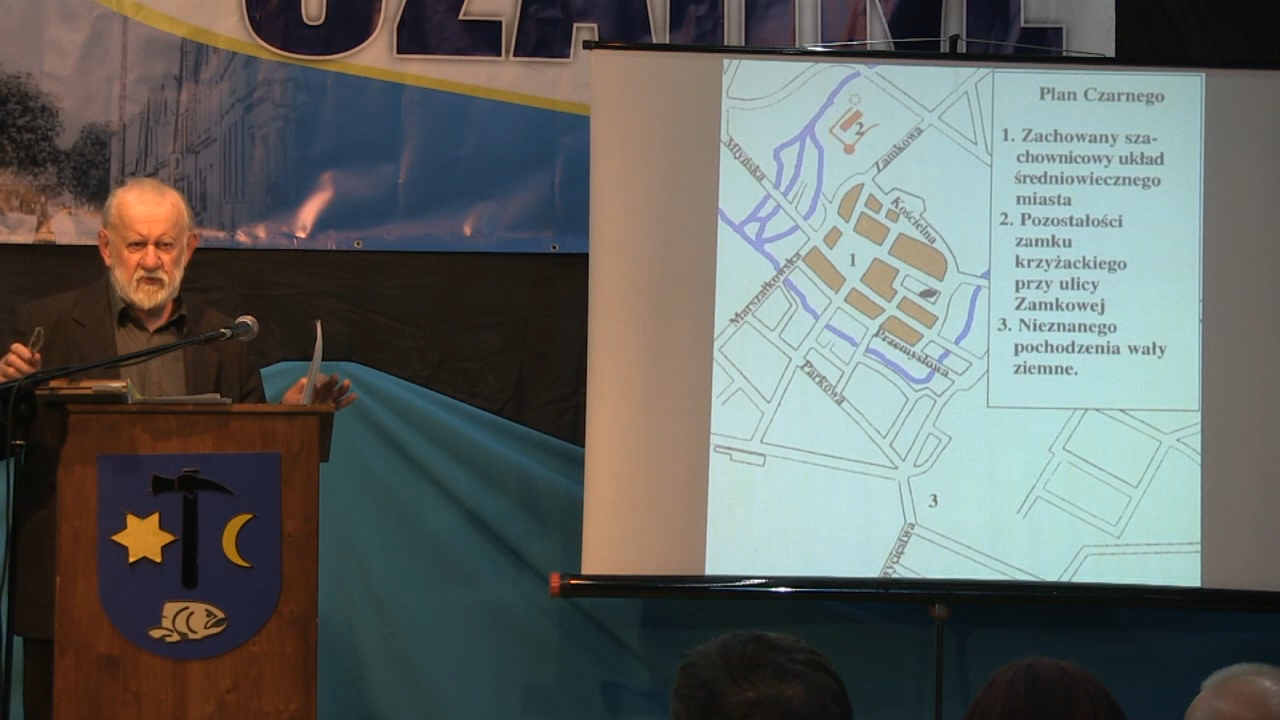 CZARNE
Plan Czarnego
1. Zachowany sza-
chownicowy układ
średniowiecznego
miasta
2. Pozostałości
zamku
krzyżackiego
przy ulicy
Zamkowej
3. Nieznanego
pochodzenia wały
ziemne.
2
Młyńska
Zamkowa
Kościelna
1
Marszałkowska
Przemysłowa
Parkowa
3